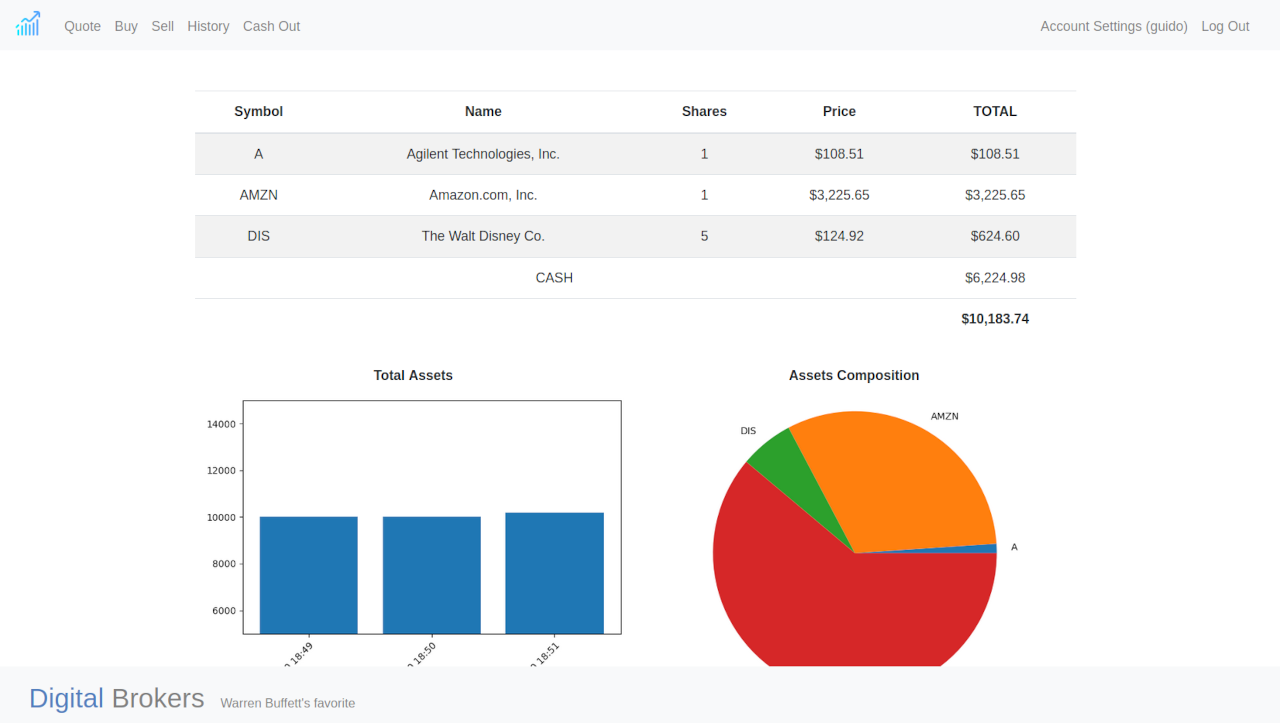 Quote Buy Sell History Cash Out Account Settings (guido) Log Out
Symbol Name Shares Price TOTAL
A Agilent Technologies, Inc. 1 $108.51 $108.51
AMZN Amazon.com, Inc. 1 $3,225.65 $3,225.65
DIS The Walt Disney Co. 5 $124.92 $624.60
CASH $6,224.98
$10,183.74
Total Assets Assets Composition
14000
12000
10000
8000
6000
18:49 18:50 18:51
AMZN
DIS
A
Digital Brokers Warren Buffett's favorite